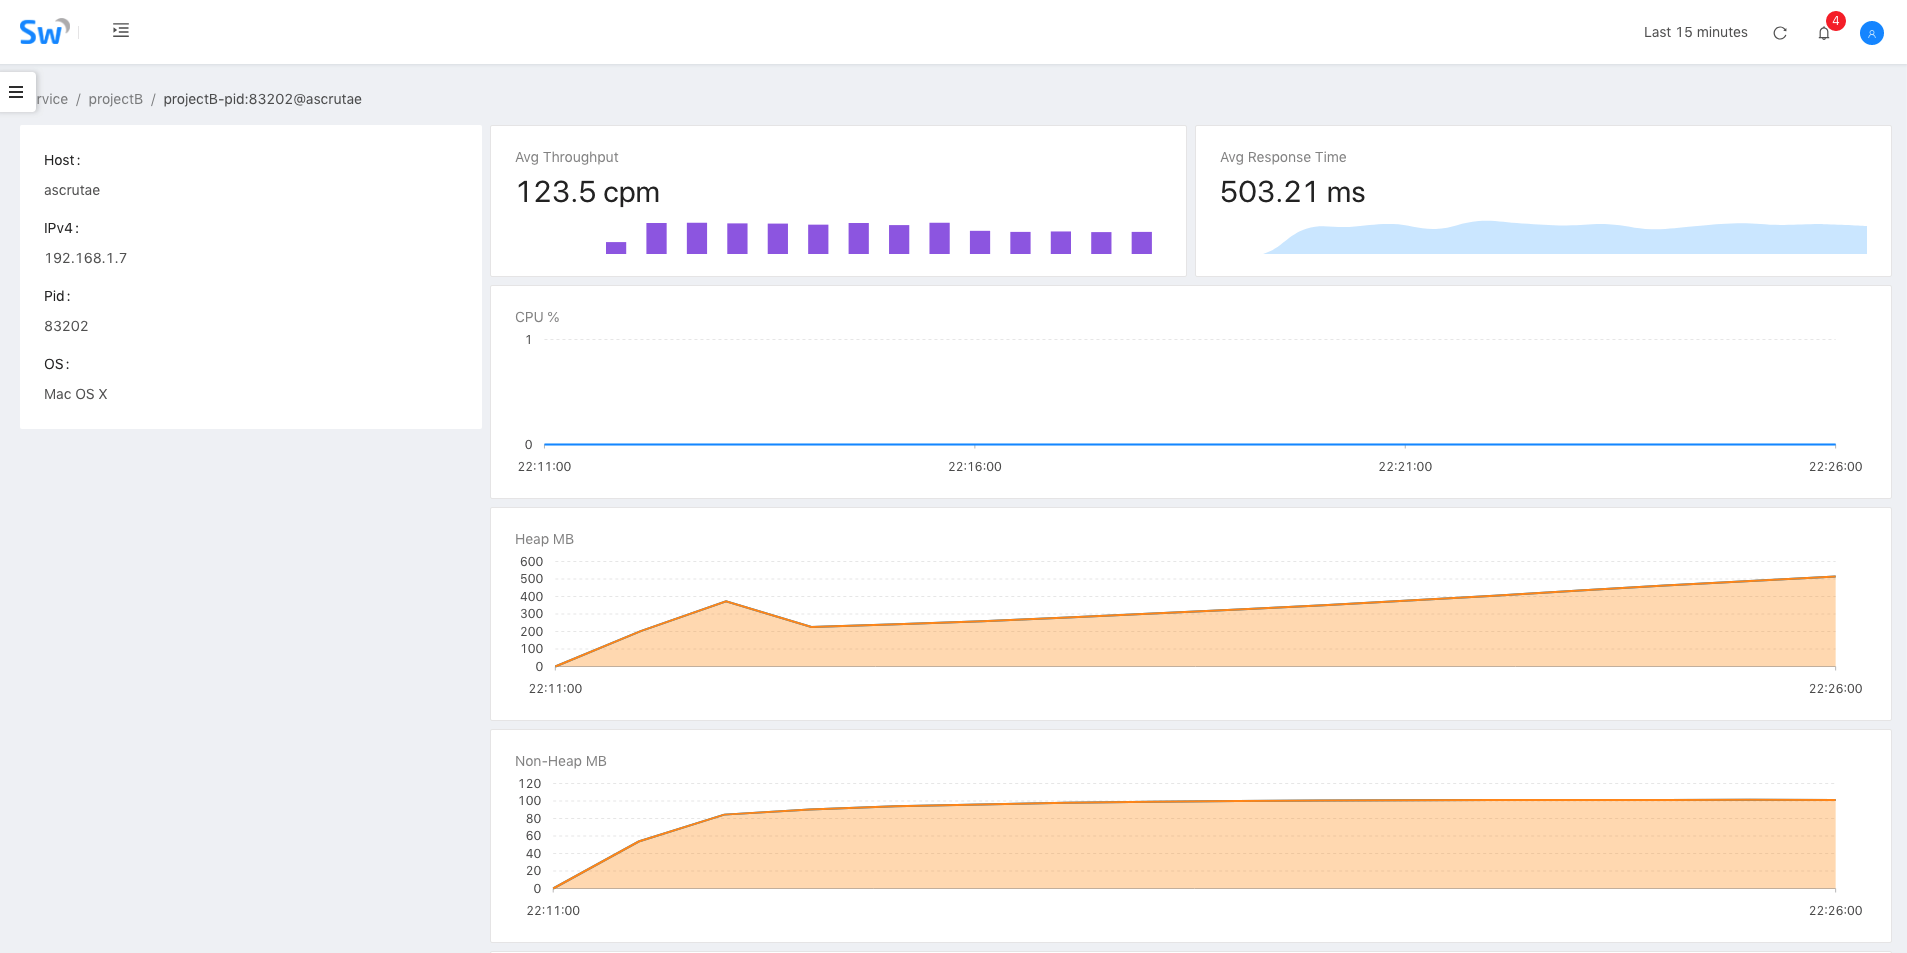 Sw
Last 15 minutes
4
rvice / projectB / projectB-pid:83202@ascrutae
Host:
ascrutae
IPv4:
192.168.1.7
Pid:
83202
OS:
Mac OS X
Avg Throughput
123.5 cpm
Avg Response Time
503.21 ms
CPU %
1
0
22:11:00 22:16:00 22:21:00 22:26:00
Heap MB
600
500
400
300
200
100
0
22:11:00 22:26:00
Non-Heap MB
120
100
80
60
40
20
0
22:11:00 22:26:00